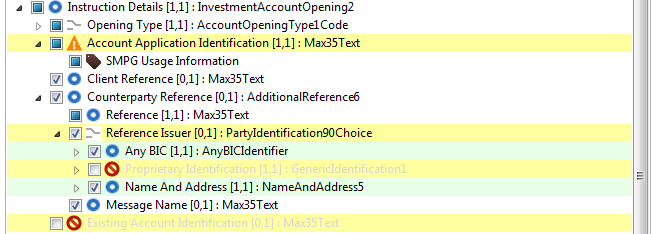 Instruction Details [1,1] : InvestmentAccountOpening2
Opening Type [1,1] : AccountOpeningType1Code
Account Application Identification [1,1] : Max35Text
SMPG Usage Information
Client Reference [0,1] : Max35Text
Counterparty Reference [0,1] : AdditionalReference6
Reference [1,1] : Max35Text
Reference Issuer [0,1] : PartyIdentification90Choice
Any BIC [1,1] : AnyBICIdentifier
Proprietary Identification [1,1] : GenericIdentification1
Name And Address [1,1] : NameAndAddress5
Message Name [0,1] : Max35Text
Existing Account Identification [0,1] : Max35Text